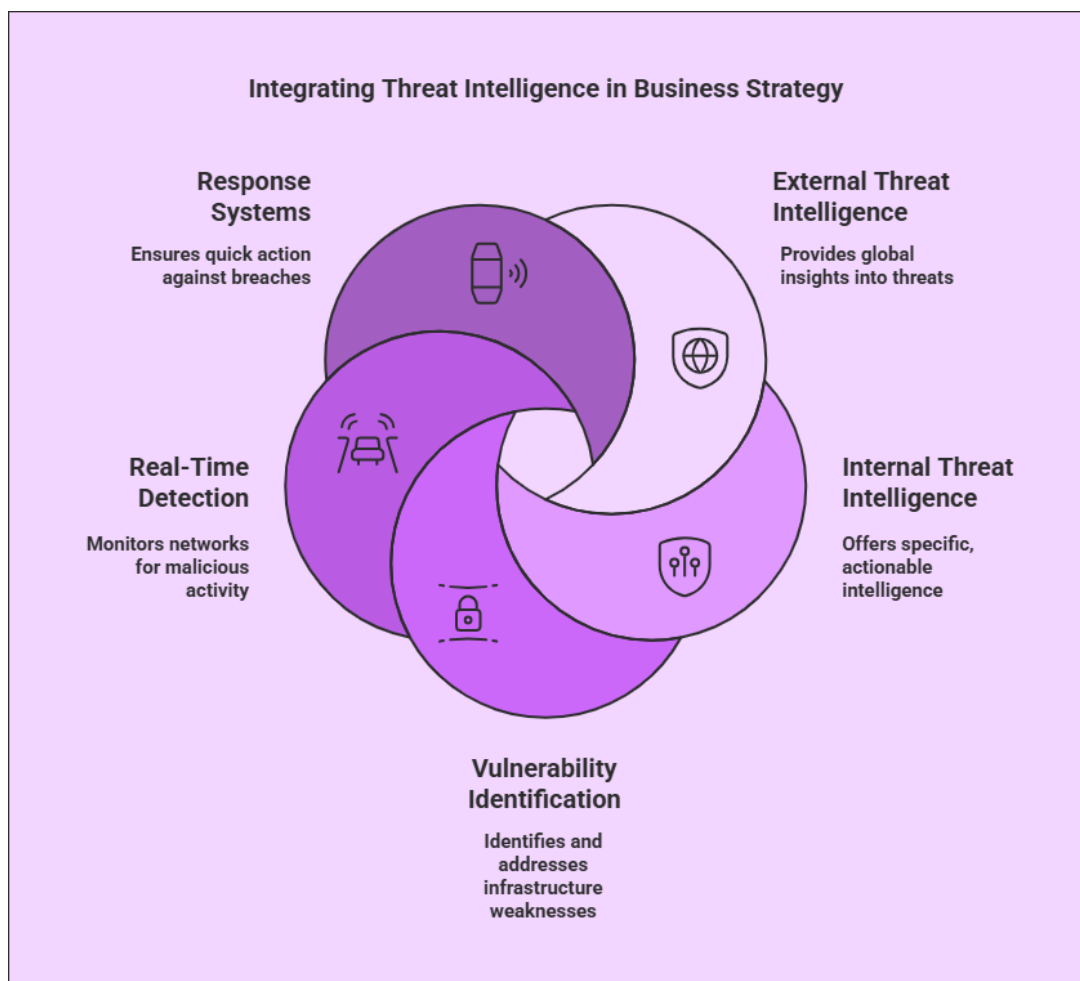 Integrating Threat Intelligence in Business Strategy
Response
Systems
Ensures quick action
against breaches
External Threat
Intelligence
Provides global
insights into threats
Real-Time
Detection
Monitors networks
for malicious
activity
Internal Threat
Intelligence
Offers specific,
actionable
intelligence
Vulnerability
Identification
Identifies and
addresses
infrastructure
weaknesses